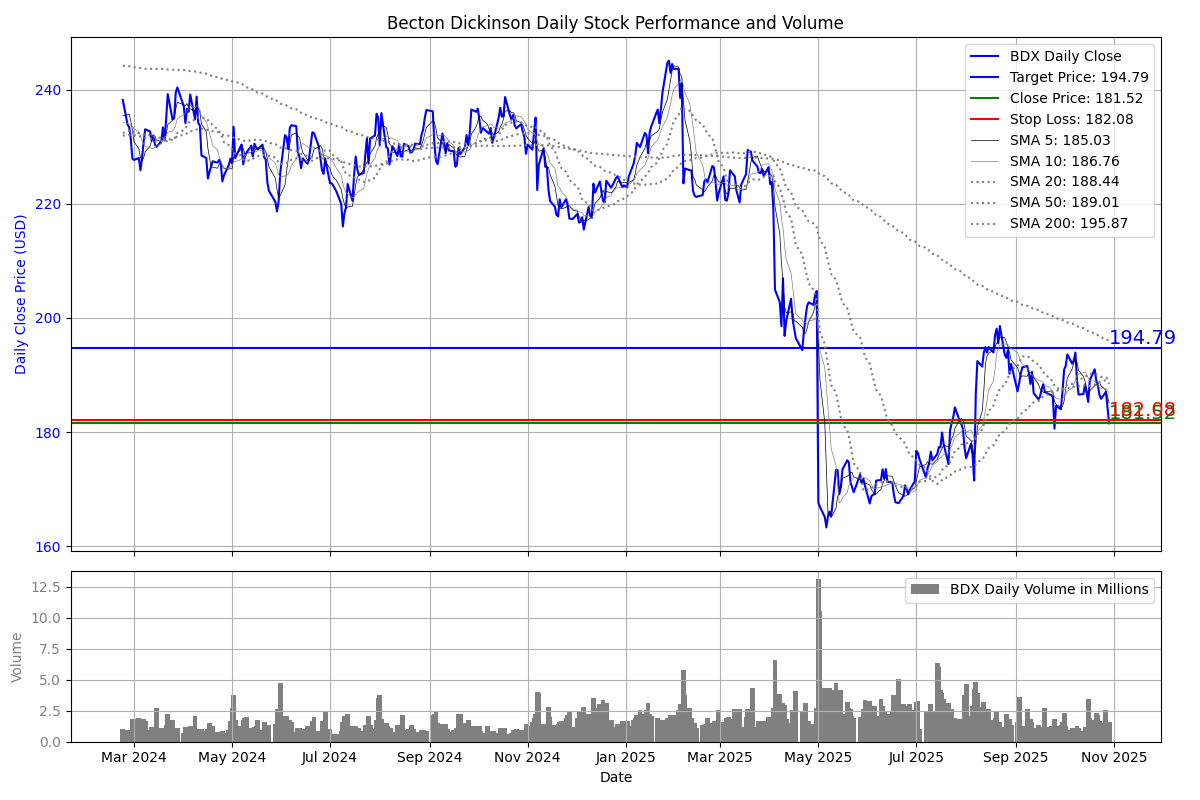 Becton Dickinson Daily Stock Performance and Volume
Daily Close Price (USD)
240
220
200
180
160
BDX Daily Close
Target Price: 194.79
Close Price: 181.52
Stop Loss: 182.08
SMA 5: 185.03
SMA 10: 186.76
SMA 20: 188.44
SMA 50: 189.01
SMA 200: 195.87
194.79
182.08
181.52
Volume
12.5
10.0
7.5
5.0
2.5
0.0
BDX Daily Volume in Millions
Mar 2024 May 2024 Jul 2024 Sep 2024 Nov 2024 Jan 2025 Mar 2025 May 2025 Jul 2025 Sep 2025 Nov 2025
Date